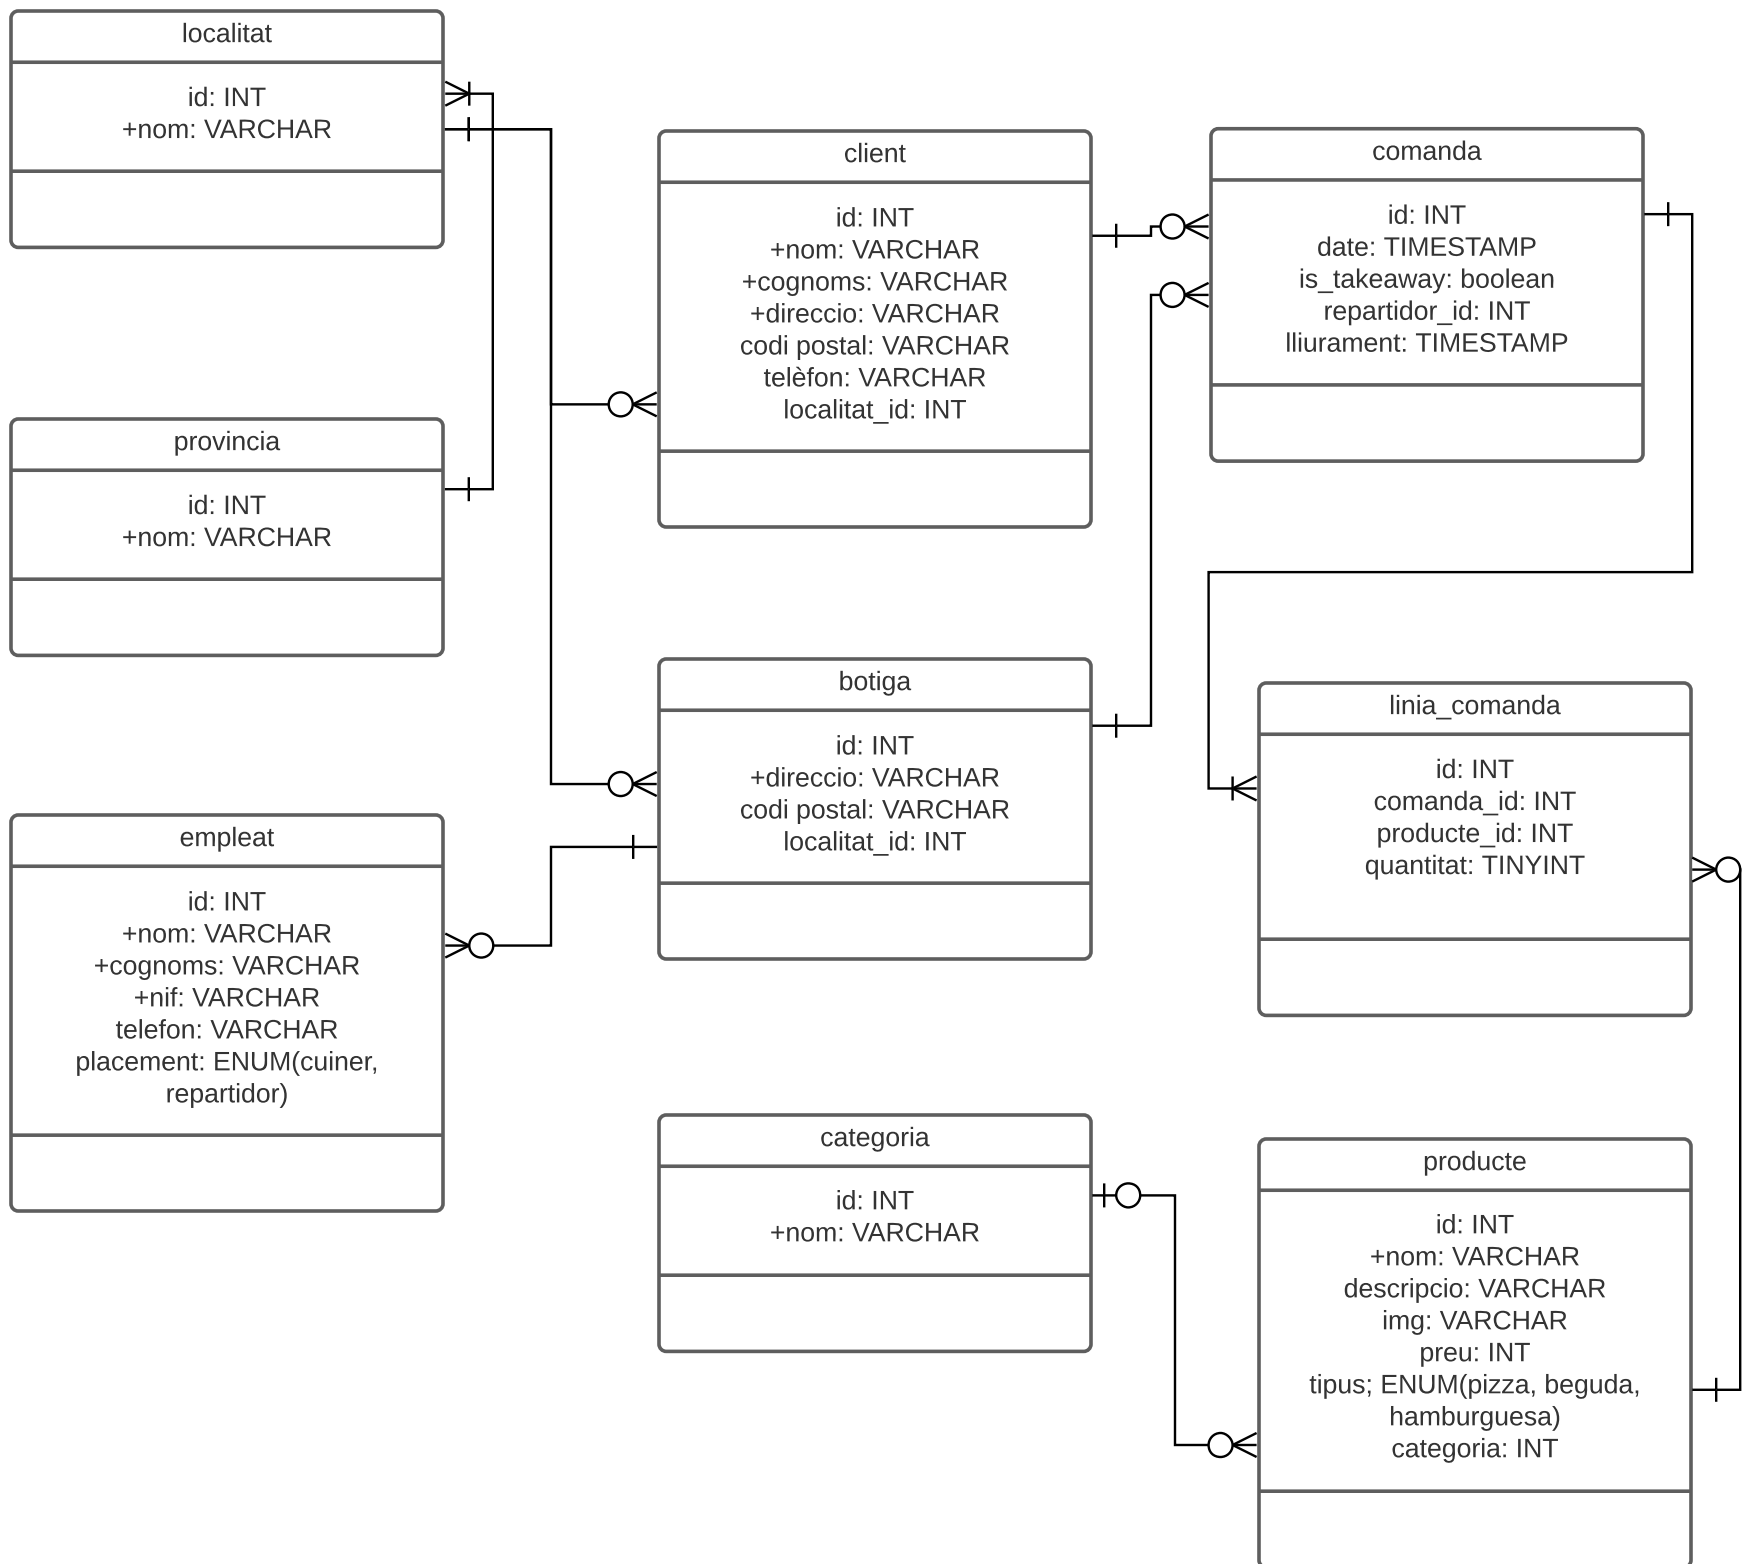 localitat
id: INT
+nom: VARCHAR
client
id: INT
+nom: VARCHAR
+cognoms: VARCHAR
+direccio: VARCHAR
codi postal: VARCHAR
telèfon: VARCHAR
localitat_id: INT
comanda
id: INT
date: TIMESTAMP
is_takeaway: boolean
repartidor_id: INT
lliurament: TIMESTAMP
provincia
id: INT
+nom: VARCHAR
botiga
id: INT
+direccio: VARCHAR
codi postal: VARCHAR
localitat_id: INT
linia_comanda
id: INT
comanda_id: INT
producte_id: INT
quantitat: TINYINT
empleat
id: INT
+nom: VARCHAR
+cognoms: VARCHAR
+nif: VARCHAR
telefon: VARCHAR
placement: ENUM(cuiner,
repartidor)
categoria
id: INT
+nom: VARCHAR
producte
id: INT
+nom: VARCHAR
descripcio: VARCHAR
img: VARCHAR
preu: INT
tipus; ENUM(pizza, beguda,
hamburguesa)
categoria: INT